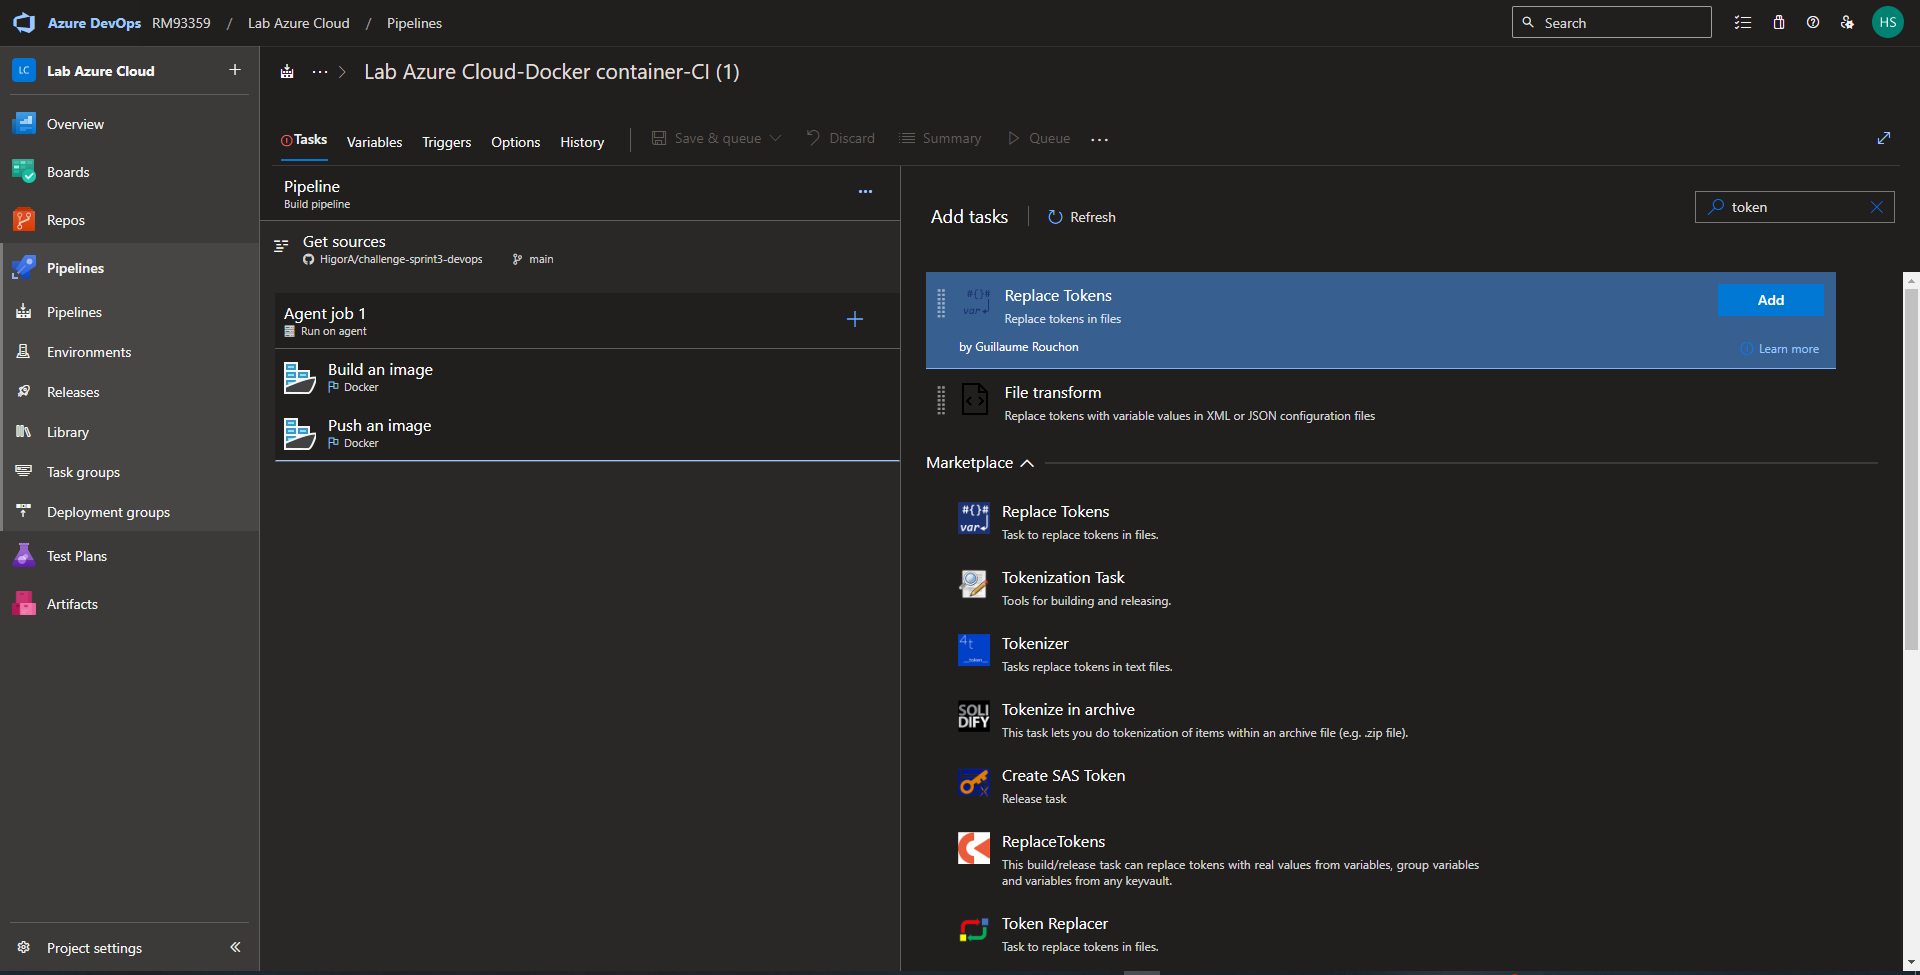 Azure DevOps RM93359 / Lab Azure Cloud / Pipelines
Search
HS
LC Lab Azure Cloud
Overview
Boards
Repos
Pipelines
Pipelines
Environments
Releases
Library
Task groups
Deployment groups
Test Plans
Artifacts
Project settings
Lab Azure Cloud-Docker container-CI (1)
Tasks Variables Triggers Options History Save & queue Discard Summary Queue
Pipeline
Build pipeline
Get sources
HigorA/challenge-sprint3-devops main
Agent job 1
Run on agent
Build an image
Docker
Push an image
Docker
Add tasks Refresh
token
#{}#
var
Replace Tokens
Replace tokens in files
by Guillaume Rouchon
Add
Learn more
File transform
Replace tokens with variable values in XML or JSON configuration files
Marketplace
#{}#
var
Replace Tokens
Task to replace tokens in files.
Tokenization Task
Tools for building and releasing.
4t
__token__
Tokenizer
Tasks replace tokens in text files.
SOLI
DIFY
Tokenize in archive
This task lets you do tokenization of items within an archive file (e.g. .zip file).
Create SAS Token
Release task
ReplaceTokens
This build/release task can replace tokens with real values from variables, group variables
and variables from any keyvault.
Token Replacer
Task to replace tokens in files.